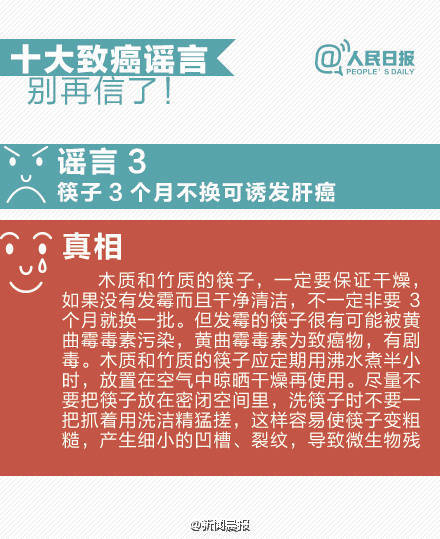 十大致癌谣言
别再信了!
@人民日报
PEOPLE'S DAILY
谣言 3
筷子 3 个月不换可诱发肝癌
真相
木质和竹质的筷子，一定要保证干燥，
如果没有发霉而且干净清洁，不一定非要 3
个月就换一批。但发霉的筷子很有可能被黄
曲霉毒素污染，黄曲霉毒素为致癌物，有剧
毒。木质和竹质的筷子应定期用沸水煮半小
时，放置在空气中晾晒干燥再使用。尽量不
要把筷子放在密闭空间里，洗筷子时不要一
把抓着用洗洁精猛搓，这样容易使筷子变粗
糙，产生细小的凹槽、裂纹，导致微生物残
@新闻晨报